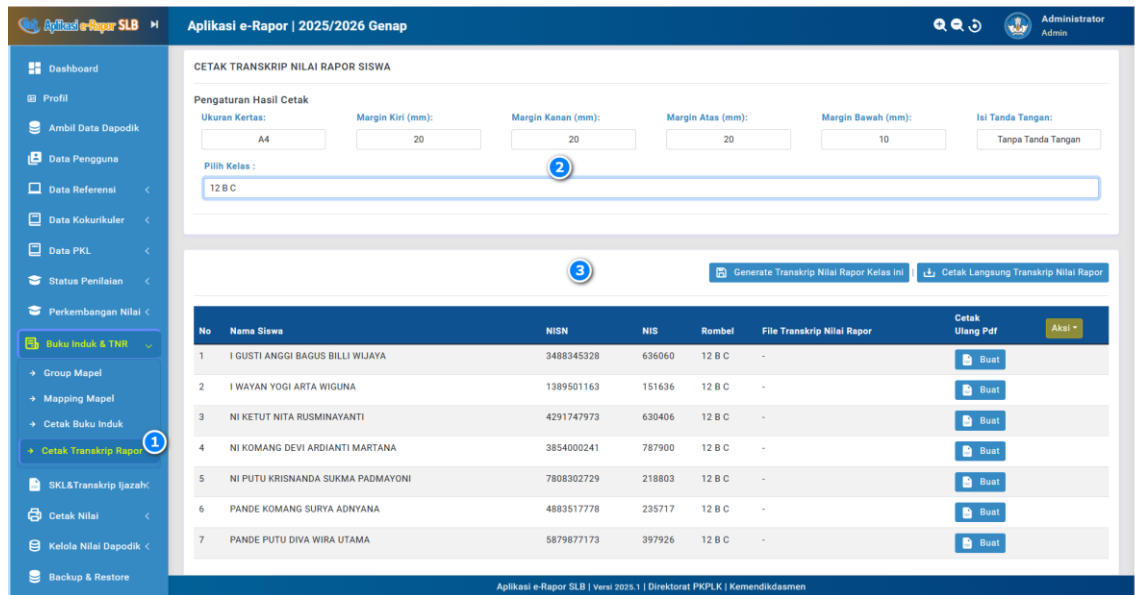 Aplikasi e-Rapor SLB
Aplikasi e-Rapor | 2025/2026 Genap
Administrator
Admin
Dashboard
Profil
Ambil Data Dapodik
Data Pengguna
Data Referensi
Data Kokurikuler
Data PKL
Status Penilaian
Perkembangan Nilai
Buku Induk & TNR
Group Mapel
Mapping Mapel
Cetak Buku Induk
Cetak Transkrip Rapor
1
SKL&Transkrip Ijazah
Cetak Nilai
Kelola Nilai Dapodik
Backup & Restore
CETAK TRANSKRIP NILAI RAPOR SISWA
Pengaturan Hasil Cetak
Ukuran Kertas: Margin Kiri (mm): Margin Kanan (mm): Margin Atas (mm): Margin Bawah (mm): Isi Tanda Tangan:
A4 20 20 20 10 Tanpa Tanda Tangan
Pilih Kelas :
2
12 B C
3
Generate Transkrip Nilai Rapor Kelas ini | Cetak Langsung Transkrip Nilai Rapor
No Nama Siswa NISN NIS Rombel File Transkrip Nilai Rapor Cetak Ulang Pdf Aksi
1 I GUSTI ANGGI BAGUS BILLI WIJAYA 3488345328 636060 12 B C - Buat
2 I WAYAN YOGI ARTA WIGUNA 1389501163 151636 12 B C - Buat
3 NI KETUT NITA RUSMINAYANTI 4291747973 630406 12 B C - Buat
4 NI KOMANG DEVI ARDIANTI MARTANA 3854000241 787900 12 B C - Buat
5 NI PUTU KRISNANDA SUKMA PADMAYONI 7808302729 218803 12 B C - Buat
6 PANDE KOMANG SURYA ADNYANA 4883517778 235717 12 B C - Buat
7 PANDE PUTU DIVA WIRA UTAMA 5879877173 397926 12 B C - Buat
Aplikasi e-Rapor SLB | Versi 2025.1 | Direktorat PKPLK | Kemendikdasmen